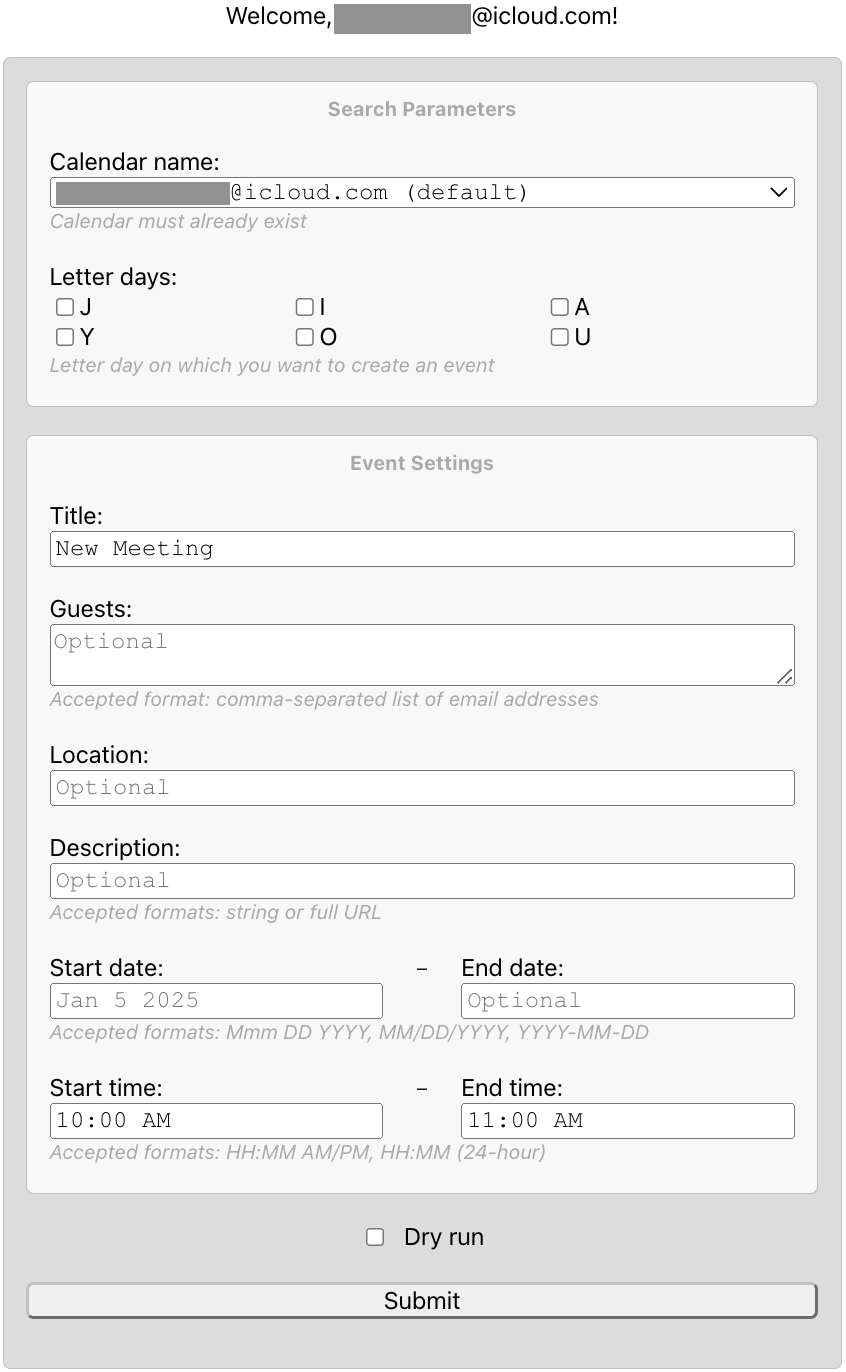 Welcome, @icloud.com!
Search Parameters
Calendar name:
@icloud.com (default)
Calendar must already exist
Letter days:
J I A
Y O U
Letter day on which you want to create an event
Event Settings
Title:
New Meeting
Guests:
Optional
Accepted format: comma-separated list of email addresses
Location:
Optional
Description:
Optional
Accepted formats: string or full URL
Start date: – End date:
Jan 5 2025 Optional
Accepted formats: Mmm DD YYYY, MM/DD/YYYY, YYYY-MM-DD
Start time: – End time:
10:00 AM 11:00 AM
Accepted formats: HH:MM AM/PM, HH:MM (24-hour)
Dry run
Submit